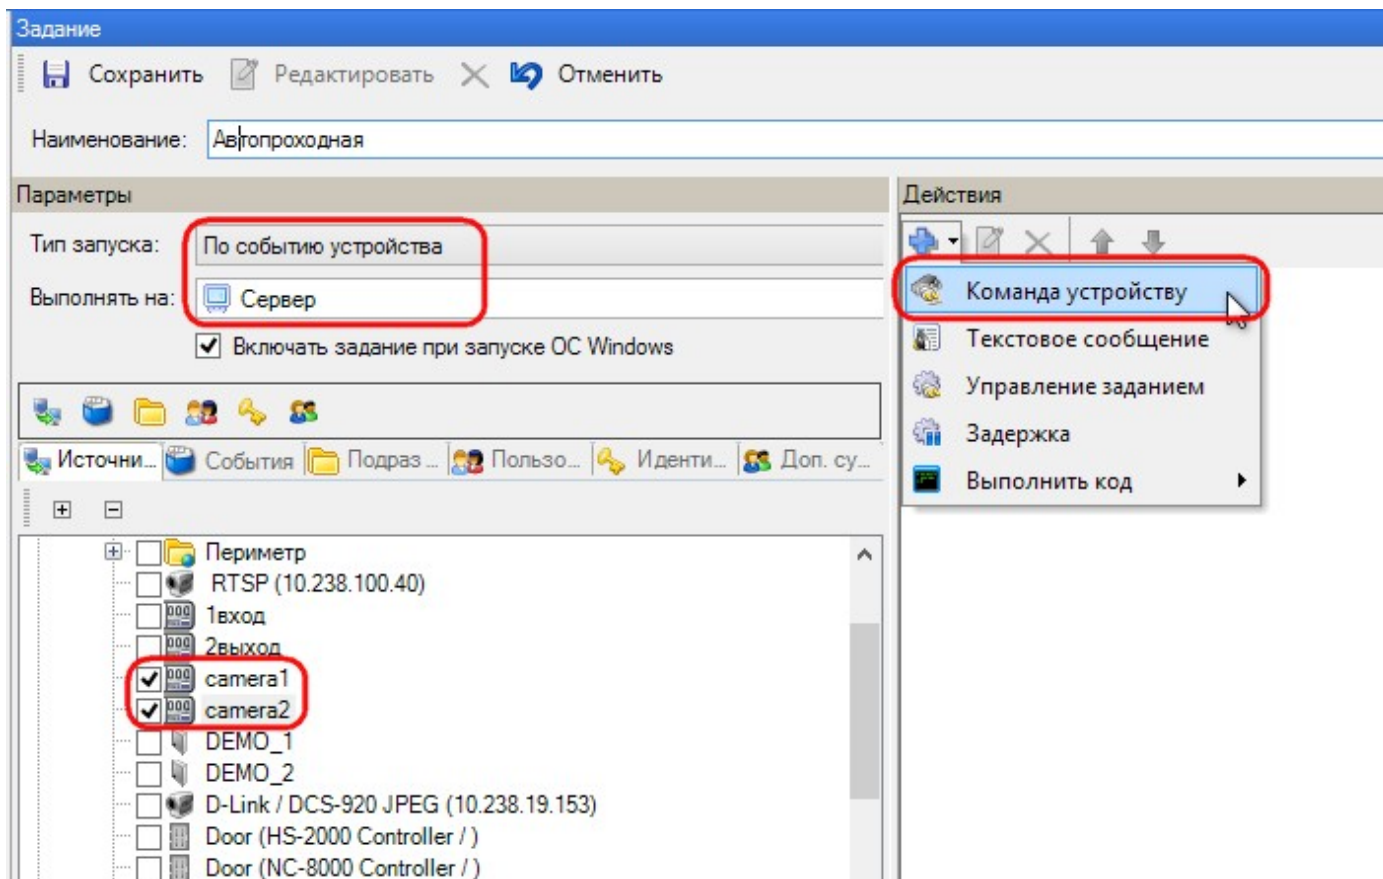 Задание
Сохранить Редактировать Отменить
Наименование: Автопроходная
Параметры
Тип запуска: По событию устройства
Выполнять на: Сервер
Включать задание при запуске ОС Windows
Источни... События Подраз ... Пользо... Иденти... Доп. су...
Периметр
RTSP (10.238.100.40)
1вход
2выход
camera1
camera2
DEMO_1
DEMO_2
D-Link / DCS-920 JPEG (10.238.19.153)
Door (HS-2000 Controller / )
Door (NC-8000 Controller / )
Действия
Команда устройству
Текстовое сообщение
Управление заданием
Задержка
Выполнить код